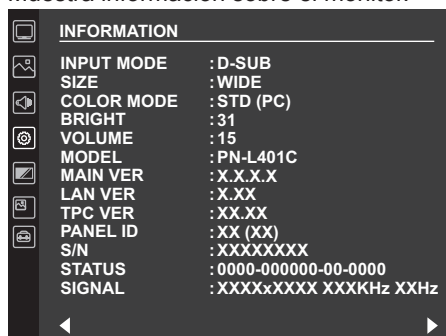 Muestra información sobre el monitor.
INFORMATION
INPUT MODE : D-SUB
SIZE : WIDE
COLOR MODE : STD (PC)
BRIGHT : 31
VOLUME : 15
MODEL : PN-L401C
MAIN VER : X.X.X.X
LAN VER : X.XX
TPC VER : XX.XX
PANEL ID : XX (XX)
S/N : XXXXXXXX
STATUS : 0000-000000-00-0000
SIGNAL : XXXXxXXXX XXXKHz XXHz